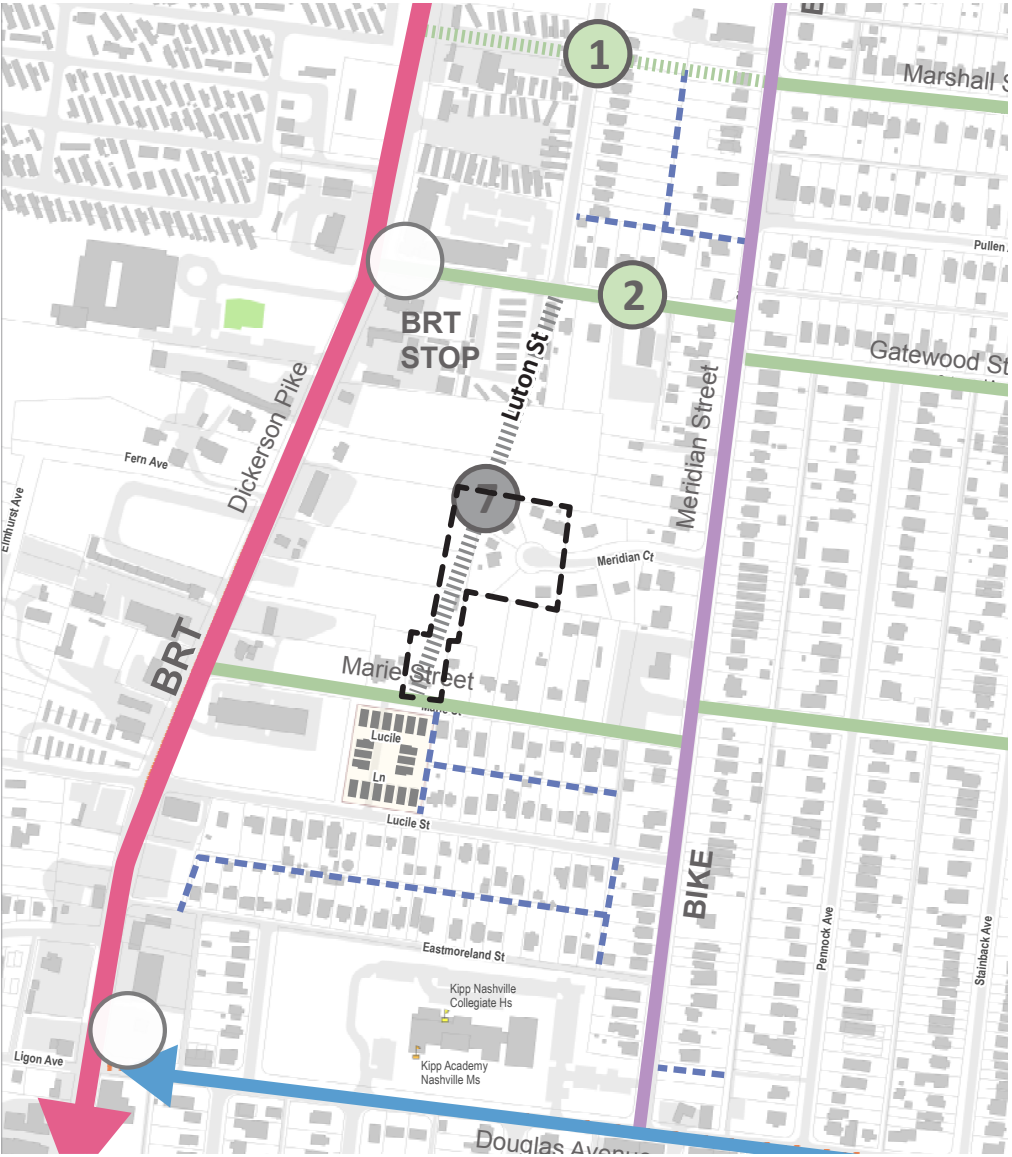 1
Marshall S
Pullen
2
BRT
STOP
Luton St
Gatewood St
Dickerson Pike
Meridian Street
Fern Ave
Elmhurst Ave
7
Meridian Ct
BRT
Marie Street
Marie St
Lucile
Ln
Lucile St
BIKE
Eastmoreland St
Pennock Ave
Stainback Ave
Kipp Nashville
Collegiate Hs
Kipp Academy
Nashville Ms
Ligon Ave
Douglas Avenue